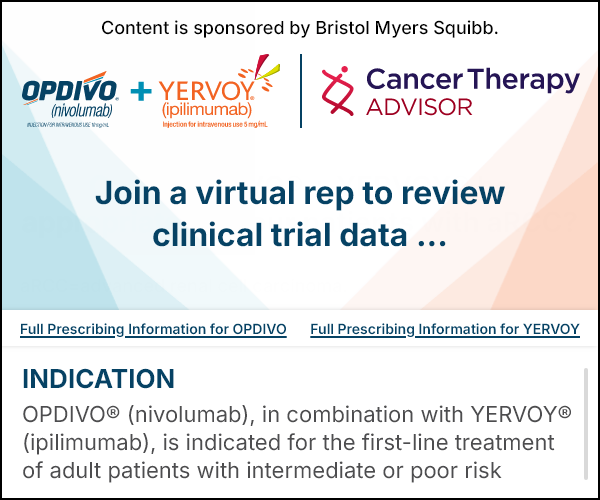 Content is sponsored by Bristol Myers Squibb.
OPDIVO® + YERVOY®
(nivolumab) (ipilimumab)
INJECTION FOR INTRAVENOUS USE 10 mg/mL Injection for intravenous use 5 mg/mL
Cancer Therapy
ADVISOR
Join a virtual rep to review
clinical trial data ...
Full Prescribing Information for OPDIVO Full Prescribing Information for YERVOY
INDICATION
OPDIVO® (nivolumab), in combination with YERVOY®
(ipilimumab), is indicated for the first-line treatment
of adult patients with intermediate or poor risk